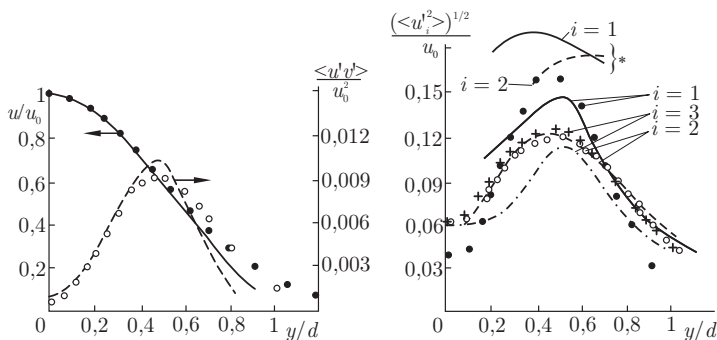 <u'v'>
u₀²
u/u₀
1
0,8
0,6
0,4
0,2
0
0,012
0,009
0,006
0,003
0,2 0,4 0,6 0,8 1 y/d
(<u'ᵢ²>)^{1/2}
u₀
i = 1
}*
i = 2
0,15
0,12
0,09
0,06
0,03
0
i = 1
i = 3
i = 2
0,2 0,4 0,6 0,8 1 y/d